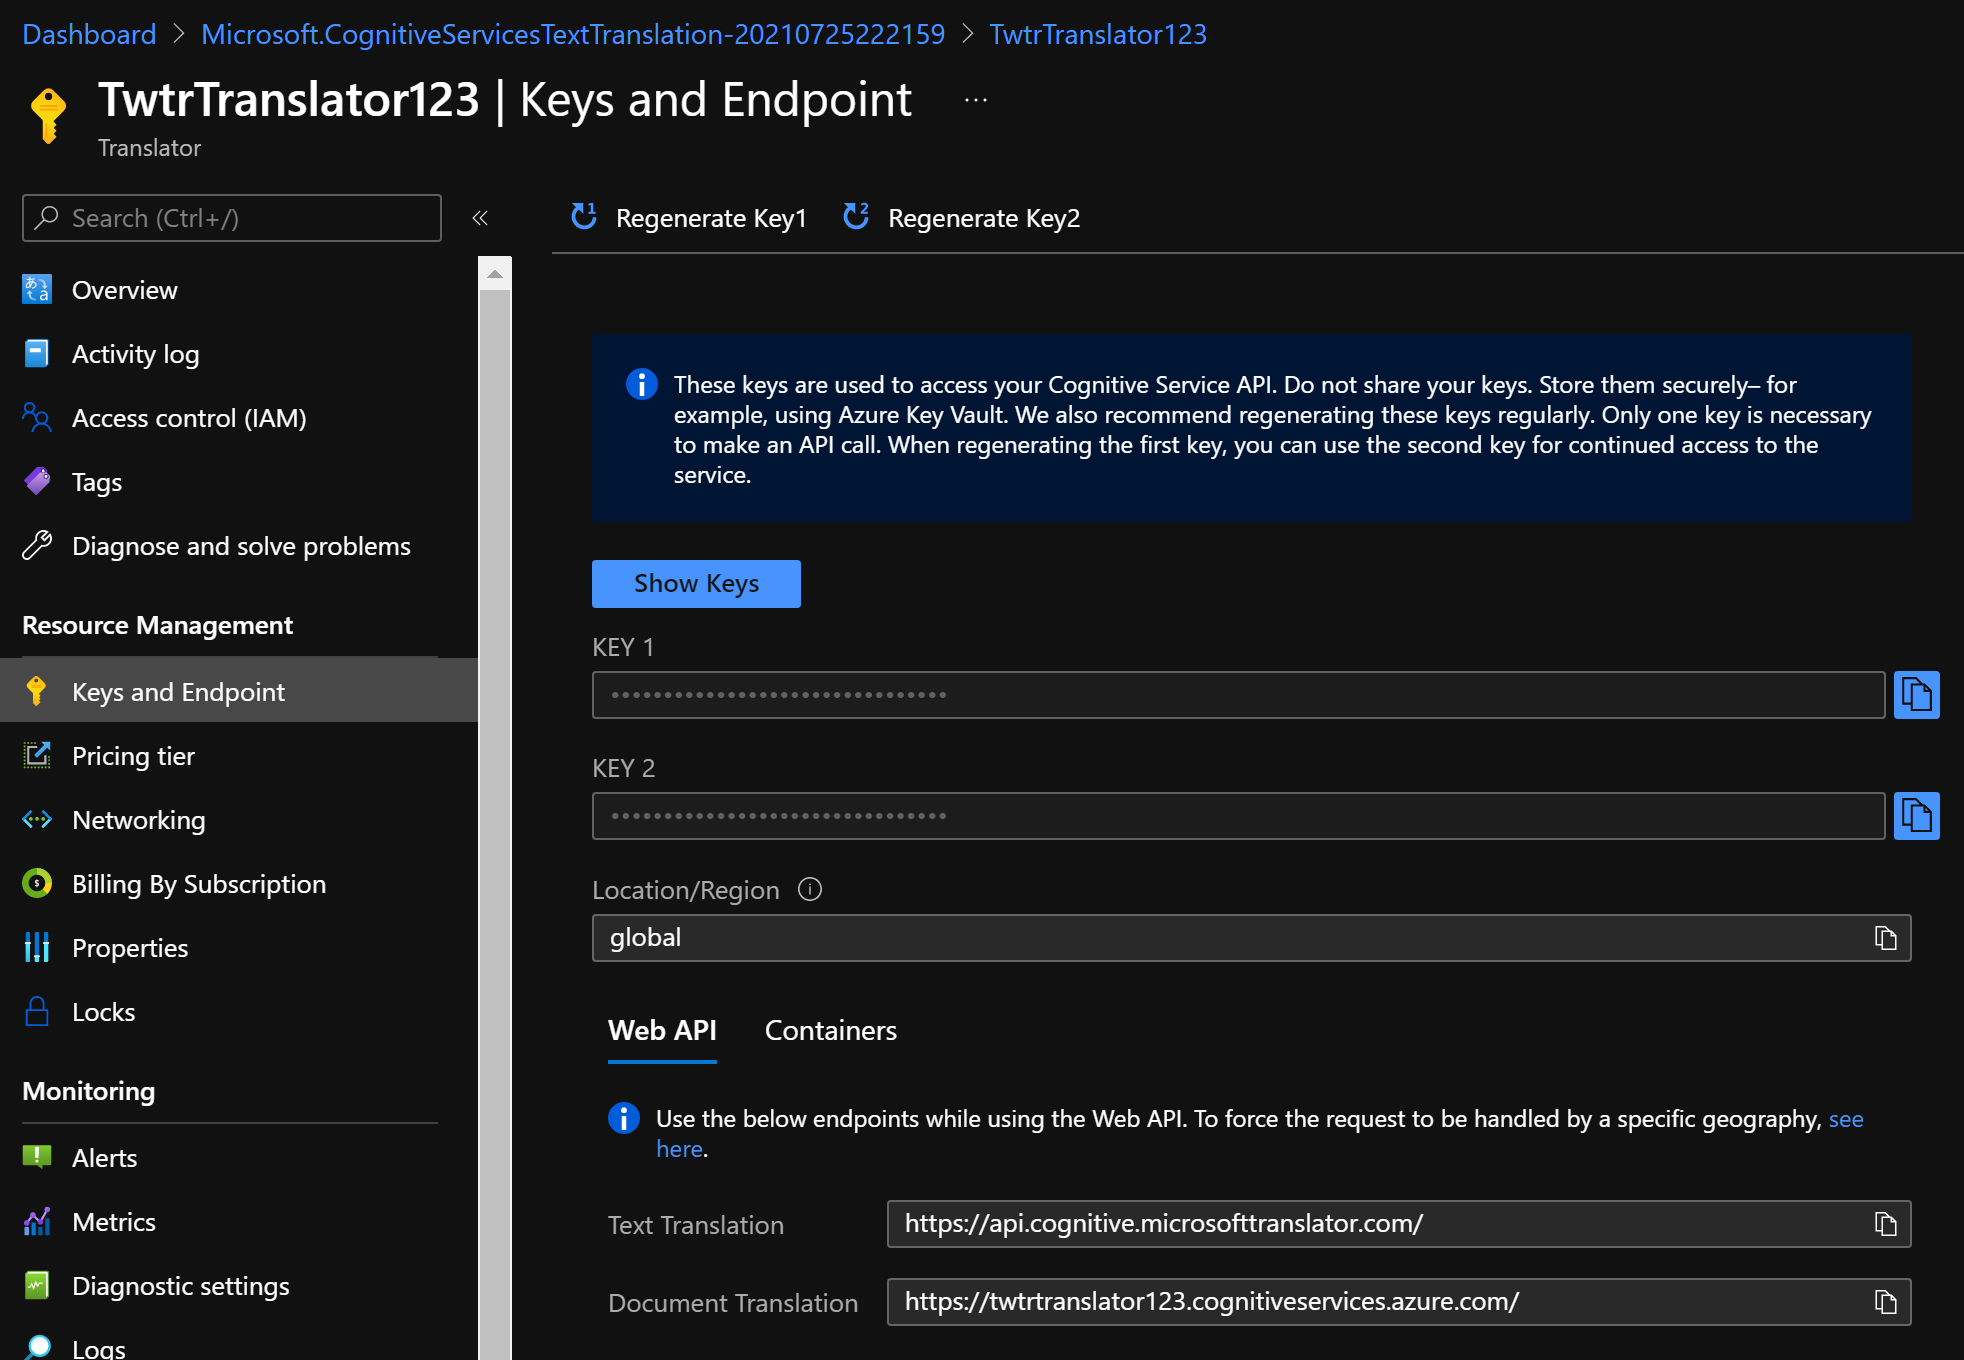 Dashboard > Microsoft.CognitiveServicesTextTranslation-20210725222159 > TwtrTranslator123
TwtrTranslator123 | Keys and Endpoint ...
Translator
Search (Ctrl+/)
«
Overview
Activity log
Access control (IAM)
Tags
Diagnose and solve problems
Resource Management
Keys and Endpoint
Pricing tier
Networking
Billing By Subscription
Properties
Locks
Monitoring
Alerts
Metrics
Diagnostic settings
Logs
1 Regenerate Key1
2 Regenerate Key2
These keys are used to access your Cognitive Service API. Do not share your keys. Store them securely– for
example, using Azure Key Vault. We also recommend regenerating these keys regularly. Only one key is necessary
to make an API call. When regenerating the first key, you can use the second key for continued access to the
service.
Show Keys
KEY 1
••••••••••••••••••••••••••••••••
KEY 2
••••••••••••••••••••••••••••••••
Location/Region
global
Web API
Containers
Use the below endpoints while using the Web API. To force the request to be handled by a specific geography, see
here.
Text Translation
https://api.cognitive.microsofttranslator.com/
Document Translation
https://twtrtranslator123.cognitiveservices.azure.com/